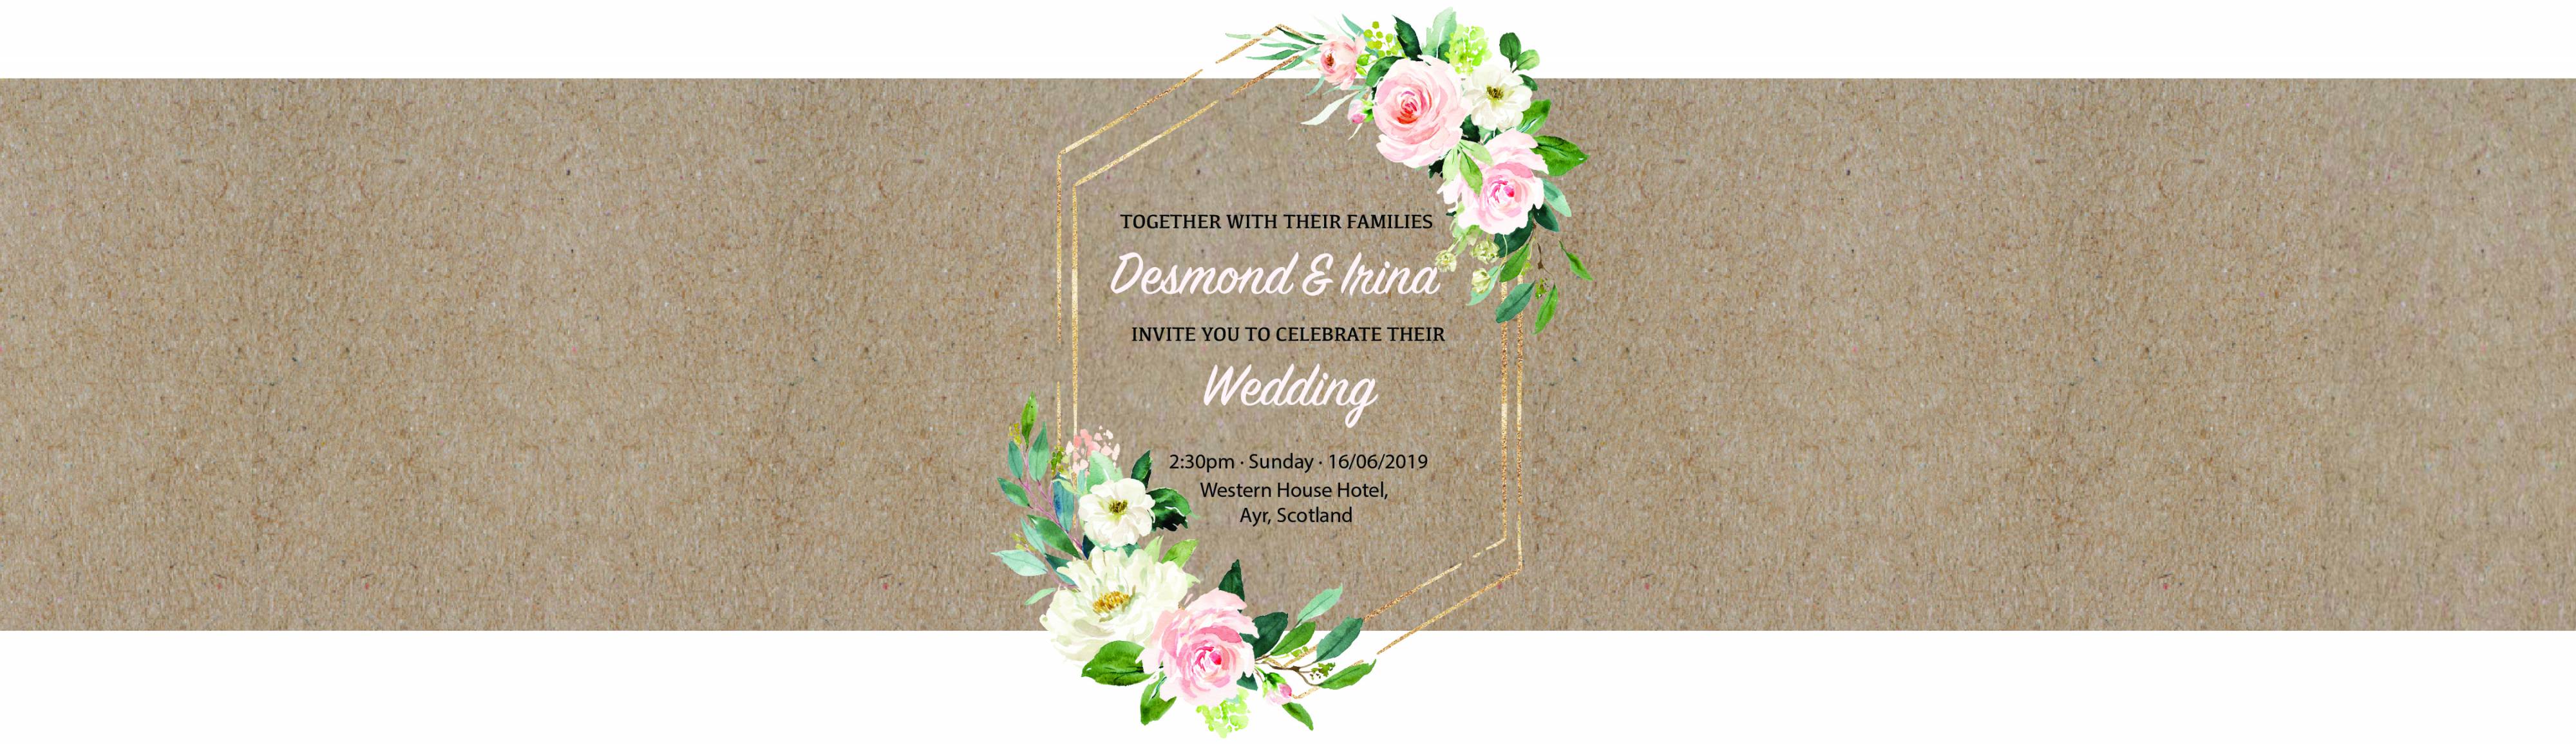 TOGETHER WITH THEIR FAMILIES
Desmond & Irina
INVITE YOU TO CELEBRATE THEIR
Wedding
2:30pm · Sunday · 16/06/2019
Western House Hotel,
Ayr, Scotland